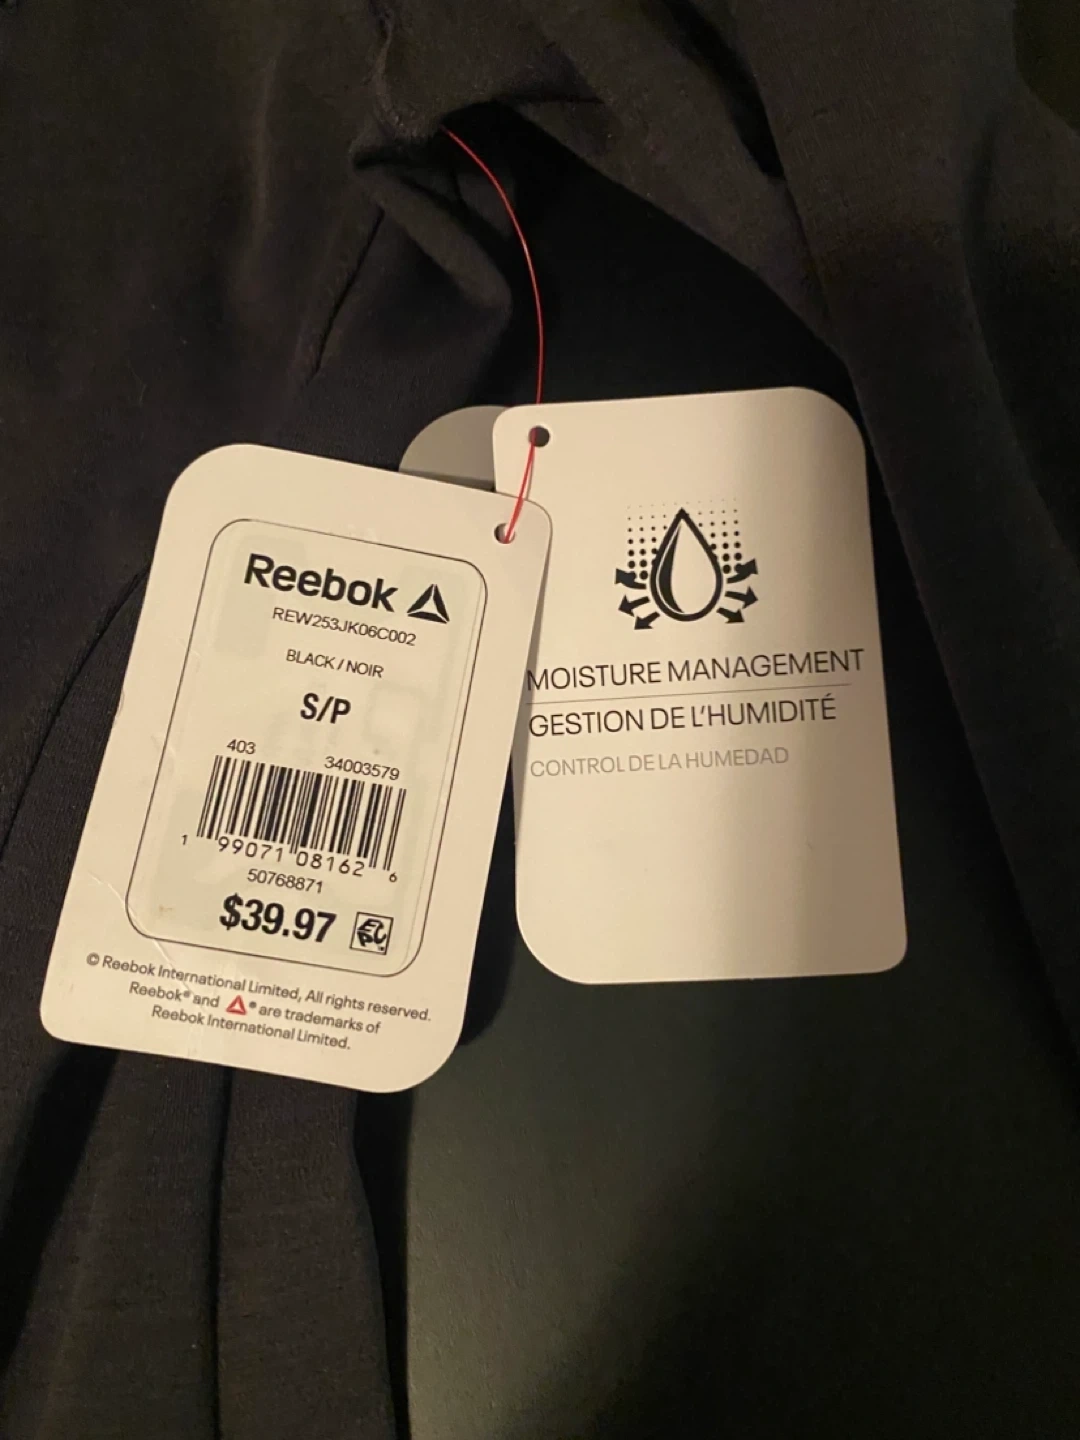 Reebok
REW253JK06C002
BLACK / NOIR
S/P
403 34003579
1 99071 08162 6
50768871
$39.97
© Reebok International Limited, All rights reserved.
Reebok® and ® are trademarks of
Reebok International Limited.
MOISTURE MANAGEMENT
GESTION DE L'HUMIDITÉ
CONTROL DE LA HUMEDAD